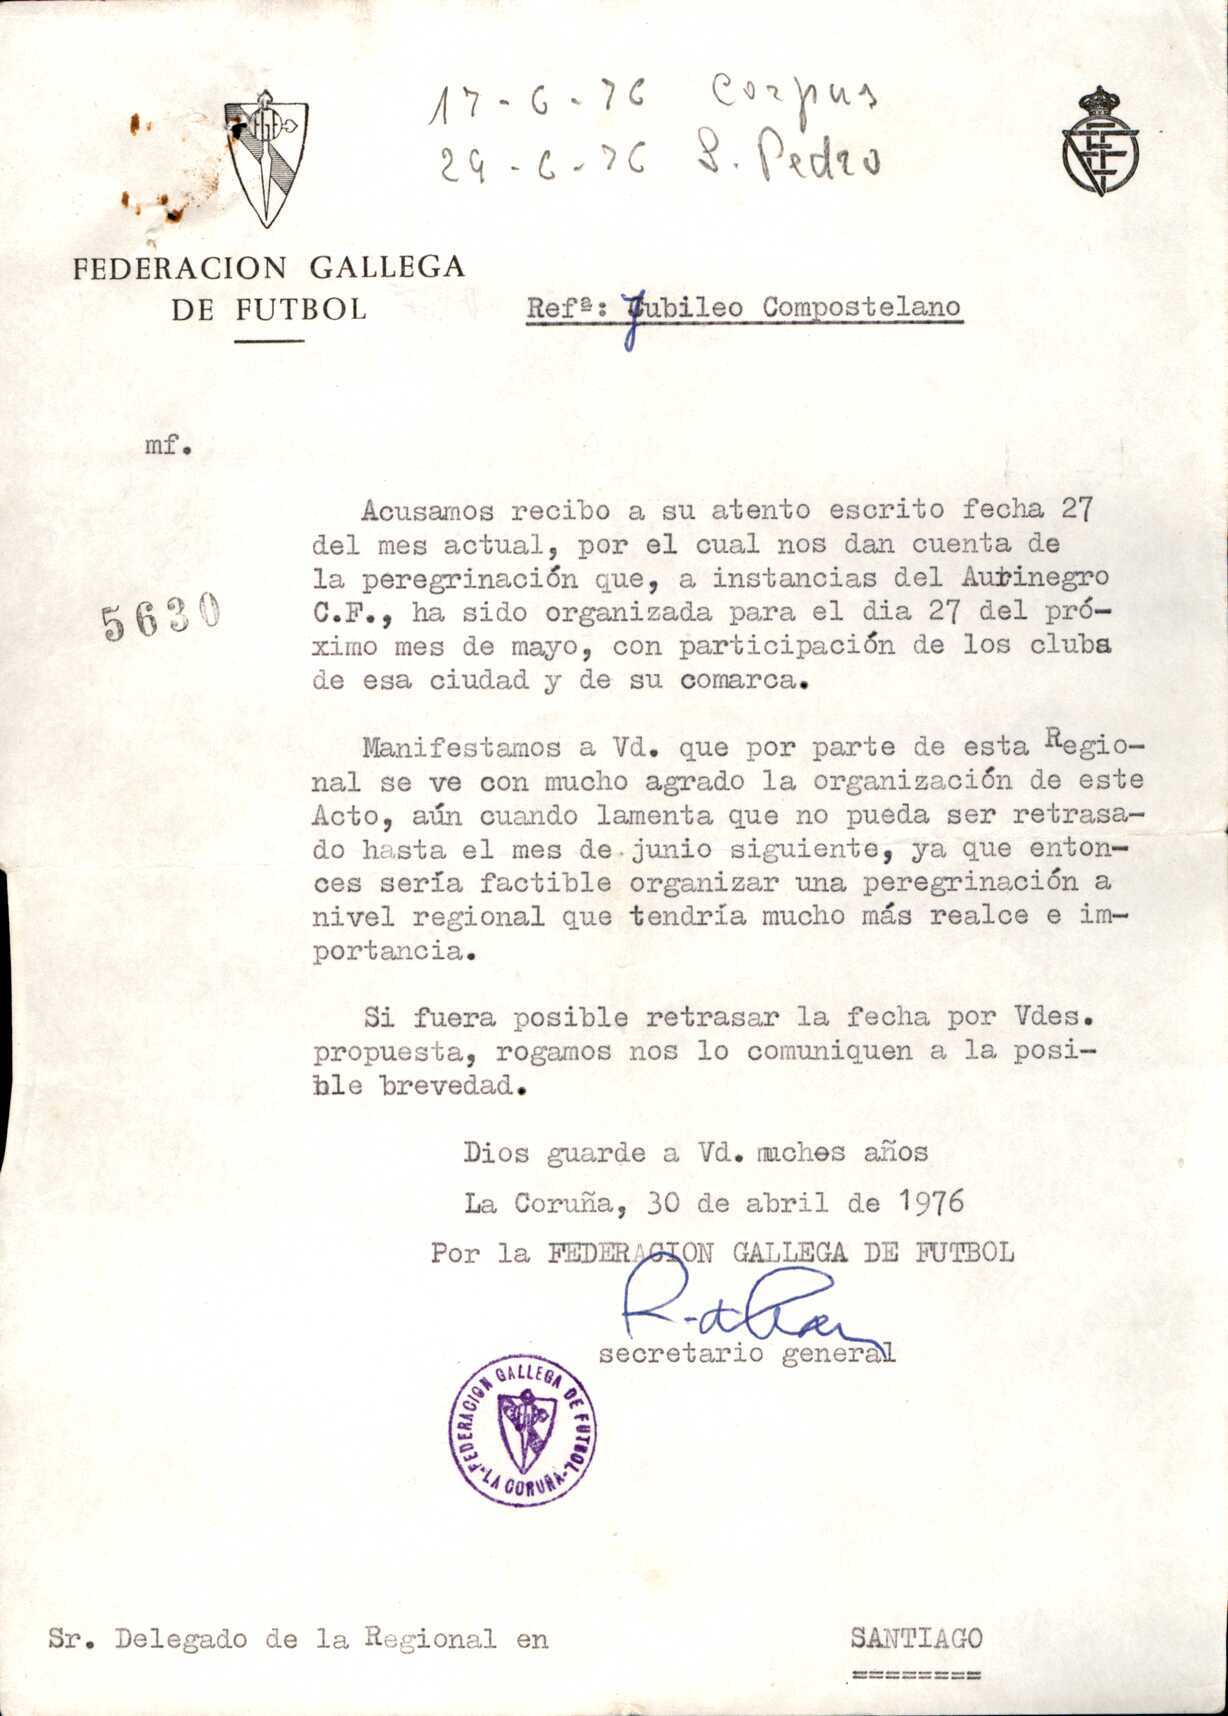 17-6-76 Corpus
29-6-76 S. Pedro
FEDERACION GALLEGA
DE FUTBOL
Refª: Jubileo Compostelano
mf.
5630
Acusamos recibo a su atento escrito fecha 27
del mes actual, por el cual nos dan cuenta de
la peregrinación que, a instancias del Aurinegro
C.F., ha sido organizada para el dia 27 del pró-
ximo mes de mayo, con participación de los clubs
de esa ciudad y de su comarca.
Manifestamos a Vd. que por parte de esta Regio-
nal se ve con mucho agrado la organización de este
Acto, aún cuando lamenta que no pueda ser retrasa-
do hasta el mes de junio siguiente, ya que enton-
ces sería factible organizar una peregrinación a
nivel regional que tendría mucho más realce e im-
portancia.
Si fuera posible retrasar la fecha por Vdes.
propuesta, rogamos nos lo comuniquen a la posi-
ble brevedad.
Dios guarde a Vd. muchos años
La Coruña, 30 de abril de 1976
Por la FEDERACION GALLEGA DE FUTBOL
secretario general
FEDERACION GALLEGA DE FUTBOL
-LA CORUÑA-
Sr. Delegado de la Regional en SANTIAGO